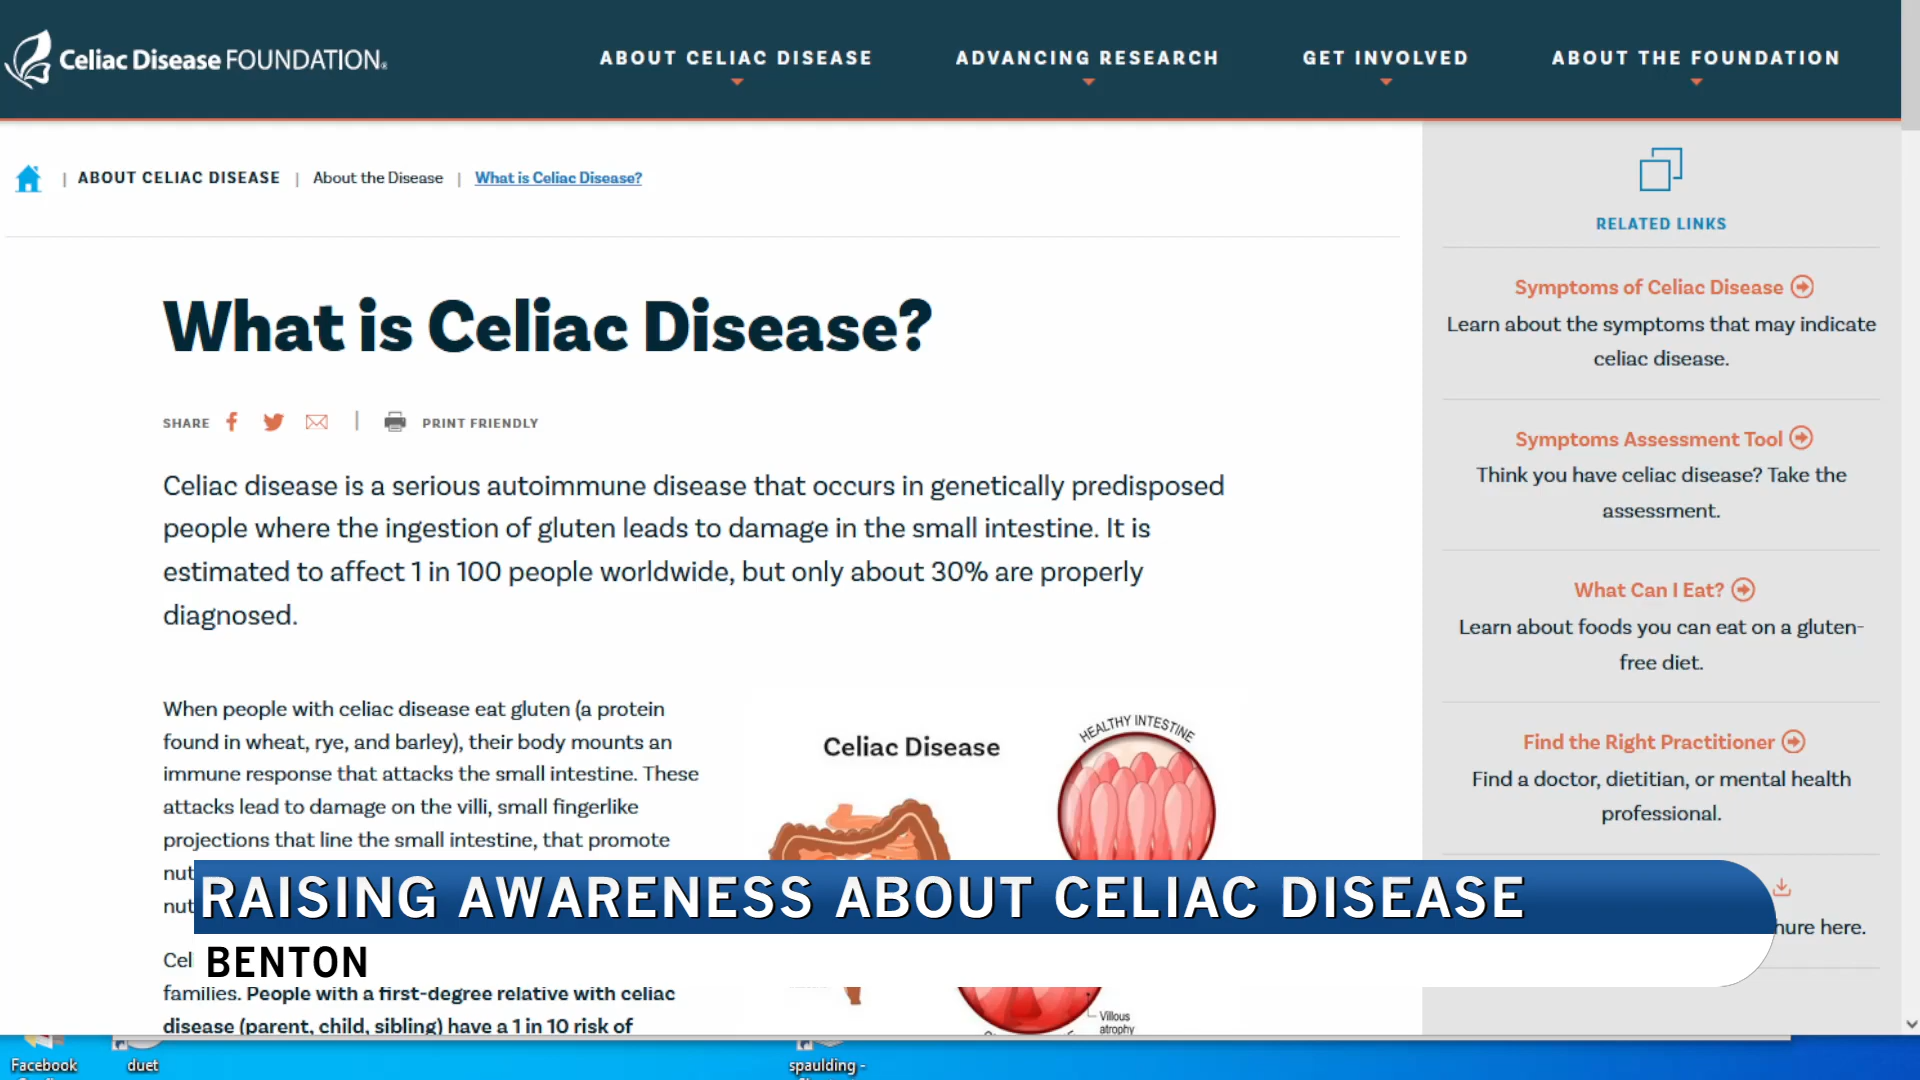 Celiac Disease FOUNDATION®
ABOUT CELIAC DISEASE
ADVANCING RESEARCH
GET INVOLVED
ABOUT THE FOUNDATION
| ABOUT CELIAC DISEASE | About the Disease | What is Celiac Disease?
What is Celiac Disease?
SHARE | PRINT FRIENDLY
Celiac disease is a serious autoimmune disease that occurs in genetically predisposed
people where the ingestion of gluten leads to damage in the small intestine. It is
estimated to affect 1 in 100 people worldwide, but only about 30% are properly
diagnosed.
When people with celiac disease eat gluten (a protein
found in wheat, rye, and barley), their body mounts an
immune response that attacks the small intestine. These
attacks lead to damage on the villi, small fingerlike
projections that line the small intestine, that promote
nut
nut
Cel
families. People with a first-degree relative with celiac
disease (parent, child, sibling) have a 1 in 10 risk of
Celiac Disease
HEALTHY INTESTINE
Villous
atrophy
RELATED LINKS
Symptoms of Celiac Disease
Learn about the symptoms that may indicate
celiac disease.
Symptoms Assessment Tool
Think you have celiac disease? Take the
assessment.
What Can I Eat?
Learn about foods you can eat on a gluten-
free diet.
Find the Right Practitioner
Find a doctor, dietitian, or mental health
professional.
hure here.
RAISING AWARENESS ABOUT CELIAC DISEASE
BENTON
Facebook
duet
spaulding -